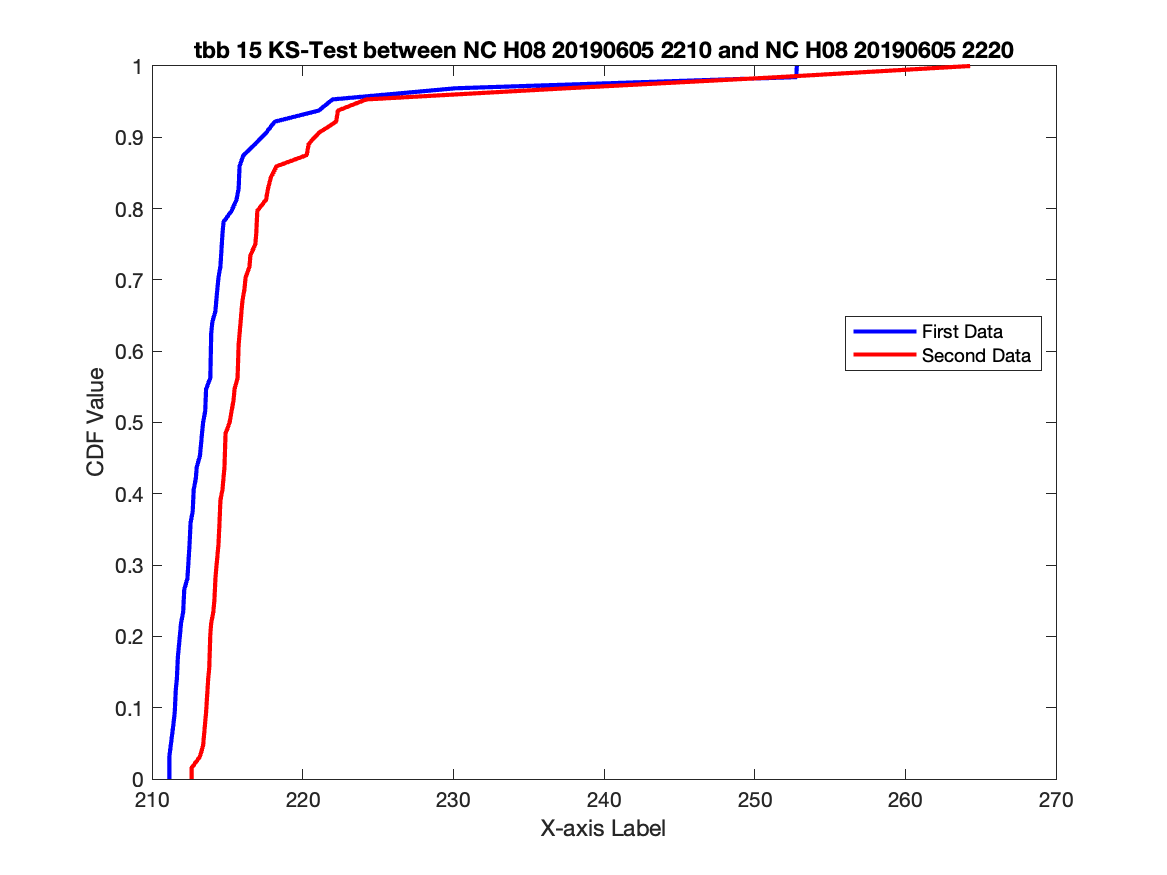 tbb 15 KS-Test between NC H08 20190605 2210 and NC H08 20190605 2220
1
0.9
0.8
0.7
0.6
0.5
0.4
0.3
0.2
0.1
0
CDF Value
First Data
Second Data
210 220 230 240 250 260 270
X-axis Label